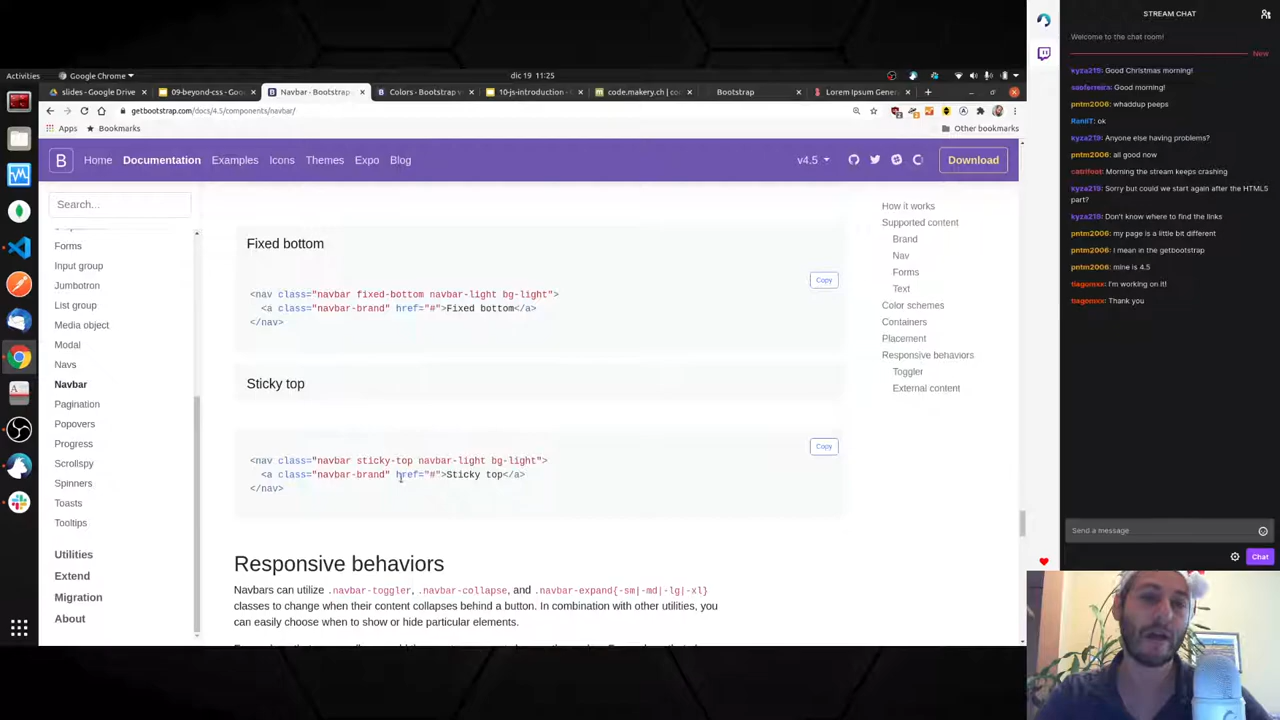 STREAM CHAT
Welcome to the chat room!
New
kyza219: Good Christmas morning!
Good morning!
pntm2006: whaddup peeps
ok
kyza219: Anyone else having problems?
pntm2006: all good now
Morning the stream keeps crashing
kyza219: Sorry but could we start again after the HTML5
part?
kyza219: Don't know where to find the links
pntm2006: my page is a little bit different
pntm2006: I mean in the getbootstrap
pntm2006: mine is 4.5
I'm working on it!
Thank you
Send a message
Chat
Activities
Google Chrome
dic 19 11:25
slides - Google Drive
09-beyond-css - Goo
Navbar · Bootstrap
Colors · Bootstrap
10-js-introduction -
code.makery.ch | co
Bootstrap
Lorem Ipsum Gener
getbootstrap.com/docs/4.5/components/navbar/
Apps
Bookmarks
Other bookmarks
B
Home
Documentation
Examples
Icons
Themes
Expo
Blog
v4.5
Download
Search...
Forms
Input group
Jumbotron
List group
Media object
Modal
Navs
Navbar
Pagination
Popovers
Progress
Scrollspy
Spinners
Toasts
Tooltips
Utilities
Extend
Migration
About
Fixed bottom
Copy
<nav class="navbar fixed-bottom navbar-light bg-light">
<a class="navbar-brand" href="#">Fixed bottom</a>
</nav>
Sticky top
Copy
<nav class="navbar sticky-top navbar-light bg-light">
<a class="navbar-brand" href="#">Sticky top</a>
</nav>
Responsive behaviors
Navbars can utilize .navbar-toggler, .navbar-collapse, and .navbar-expand{-sm|-md|-lg|-xl}
classes to change when their content collapses behind a button. In combination with other utilities, you
can easily choose when to show or hide particular elements.
How it works
Supported content
Brand
Nav
Forms
Text
Color schemes
Containers
Placement
Responsive behaviors
Toggler
External content